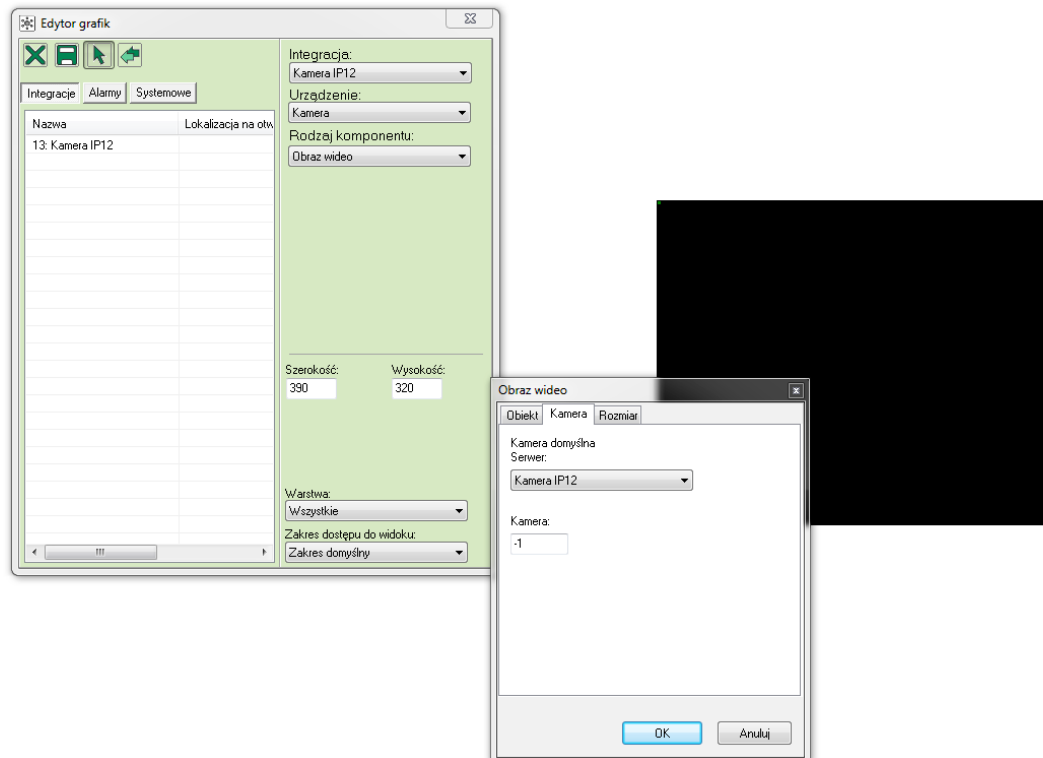 Edytor grafik
Integracje Alarmy Systemowe
Nazwa Lokalizacja na otw
13: Kamera IP12
Integracja:
Kamera IP12
Urządzenie:
Kamera
Rodzaj komponentu:
Obraz wideo
Szerokość: Wysokość:
390 320
Warstwa:
Wszystkie
Zakres dostępu do widoku:
Zakres domyślny
Obraz wideo
Obiekt Kamera Rozmiar
Kamera domyślna
Serwer:
Kamera IP12
Kamera:
-1
OK Anuluj